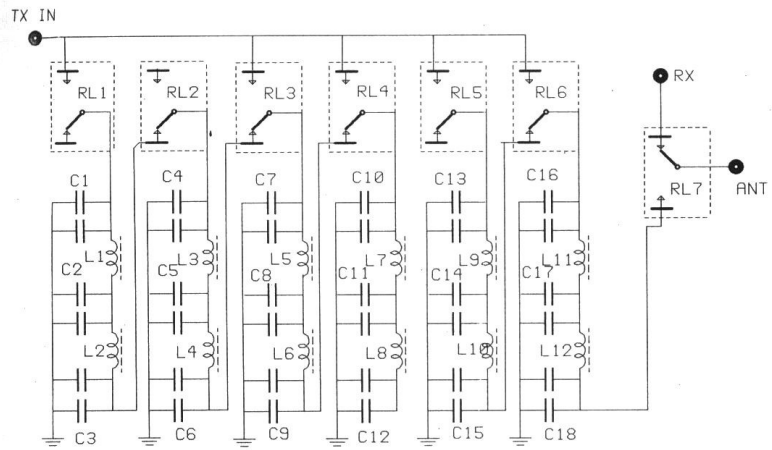 TX IN
RL1 RL2 RL3 RL4 RL5 RL6 RX
RL7 ANT
C1 C4 C7 C10 C13 C16
L1 L3 L5 L7 L9 L11
C2 C5 C8 C11 C14 C17
L2 L4 L6 L8 L10 L12
C3 C6 C9 C12 C15 C18